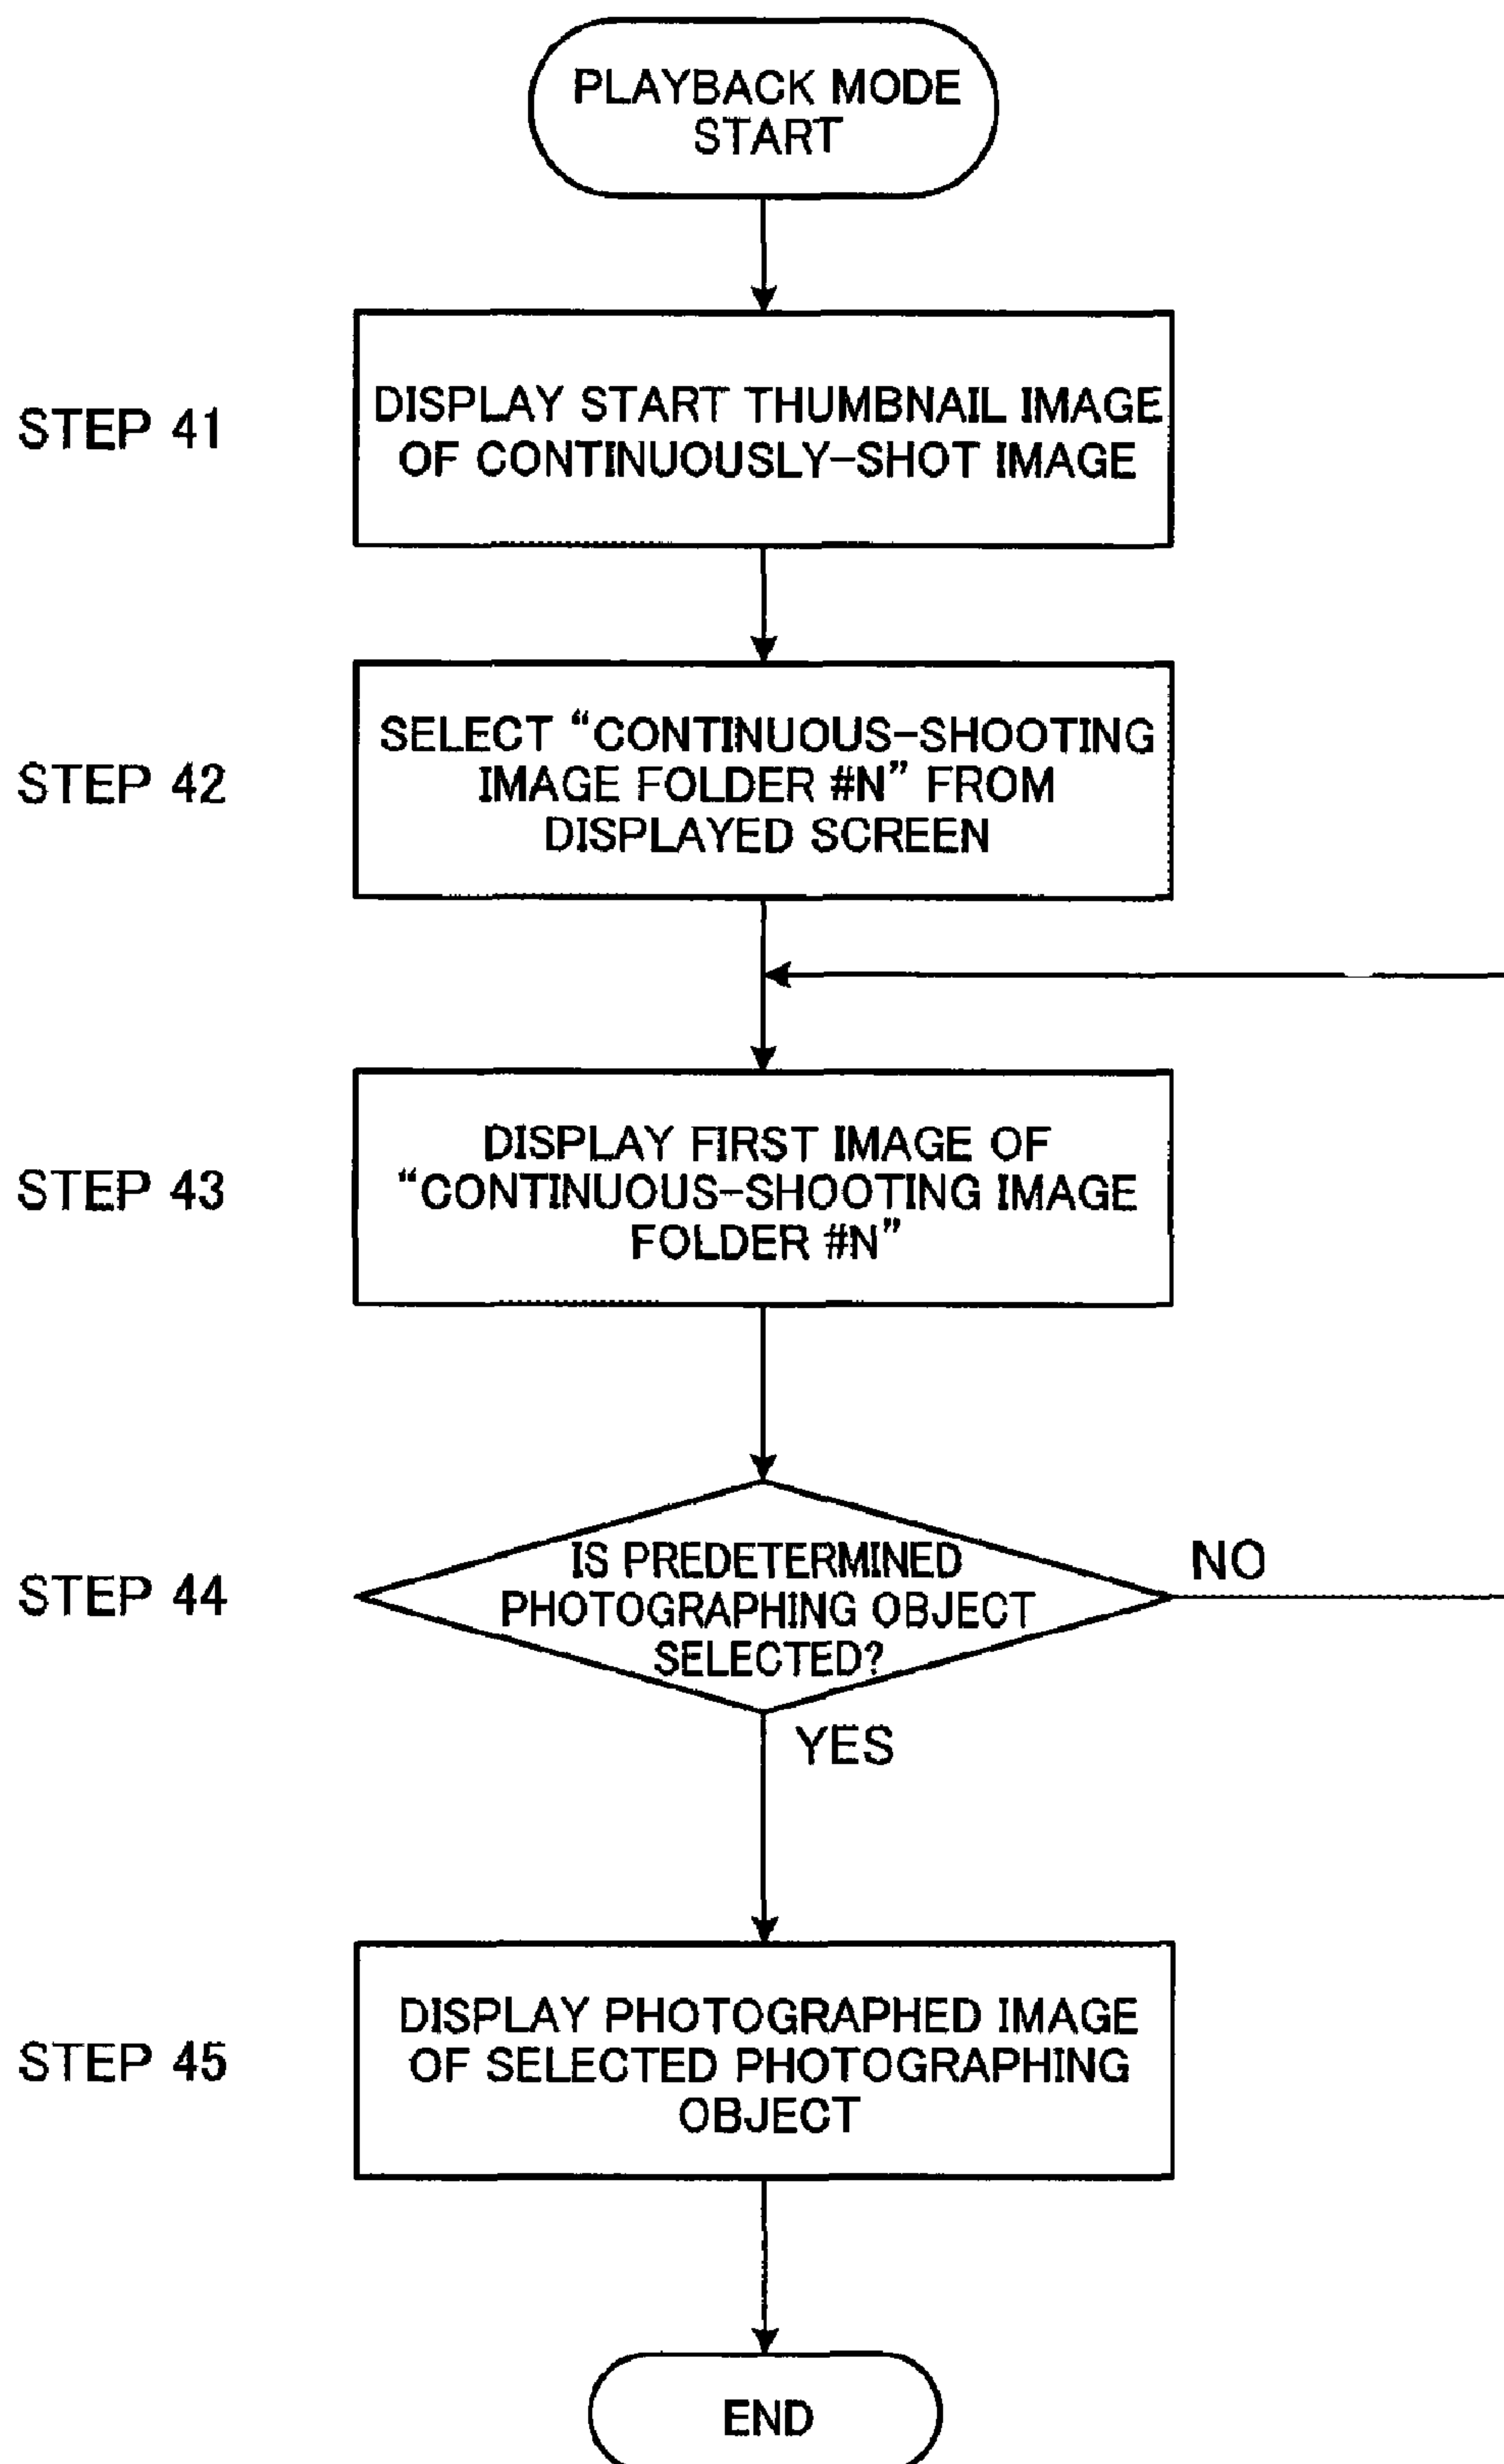 PLAYBACK MODE
START
STEP 41
DISPLAY START THUMBNAIL IMAGE
OF CONTINUOUSLY-SHOT IMAGE
STEP 42
SELECT “CONTINUOUS-SHOOTING
IMAGE FOLDER #N” FROM
DISPLAYED SCREEN
STEP 43
DISPLAY FIRST IMAGE OF
“CONTINUOUS-SHOOTING IMAGE
FOLDER #N”
STEP 44
IS PREDETERMINED
PHOTOGRAPHING OBJECT
SELECTED?
NO
YES
STEP 45
DISPLAY PHOTOGRAPHED IMAGE
OF SELECTED PHOTOGRAPHING
OBJECT
END